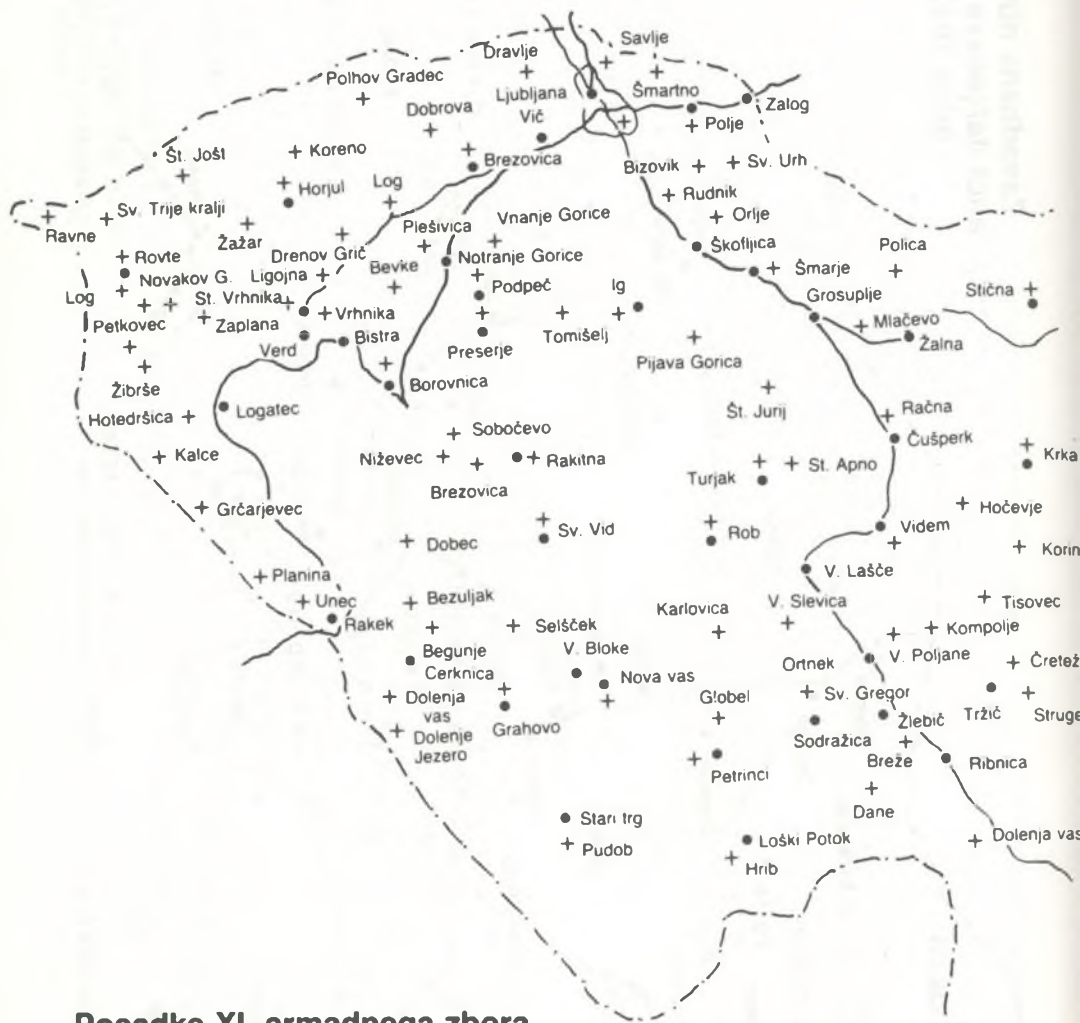 Savlje
Dravlje
Polhov Gradec
Ljubljana
Šmartno
Zalog
Dobrova
Vič
Polje
Št. Jošt
Koreno
Brezovica
Bizovik
Sv. Urh
Horjul
Log
Rudnik
Sv. Trije kralji
Plešivica
Vnanje Gorice
Orlje
Ravne
Žažar
Škofljica
Polica
Rovte
Drenov Grič
Notranje Gorice
Novakov G.
Ligojna
Bevke
Šmarje
Log
St. Vrhnika
Podpeč
Ig
Grosuplje
Stična
Petkovec
Zaplana
Vrhnika
Mlačevo
Verd
Bistra
Preserje
Tomišelj
Žalna
Pijava Gorica
Žibrše
Borovnica
Hotedršica
Logatec
Št. Jurij
Račna
Sobočevo
Čušperk
Kalce
Niževec
Rakitna
St. Apno
Krka
Brezovica
Turjak
Grčarjevec
Hočevje
Dobec
Sv. Vid
Rob
Videm
Korin
V. Lašče
Planina
Unec
Bezuljak
Karlovica
V. Slevica
Tisovec
Rakek
Selšček
Kompolje
Begunje
V. Bloke
Ortnek
V. Poljane
Cerknica
Nova vas
Čretež
Dolenja
vas
Globel
Sv. Gregor
Žlebič
Tržič
Struge
Dolenje
Jezero
Grahovo
Sodražica
Breže
Ribnica
Petrinci
Dane
Stari trg
Pudob
Loški Potok
Dolenja vas
Hrib
Posadke XI. armadnega zbora